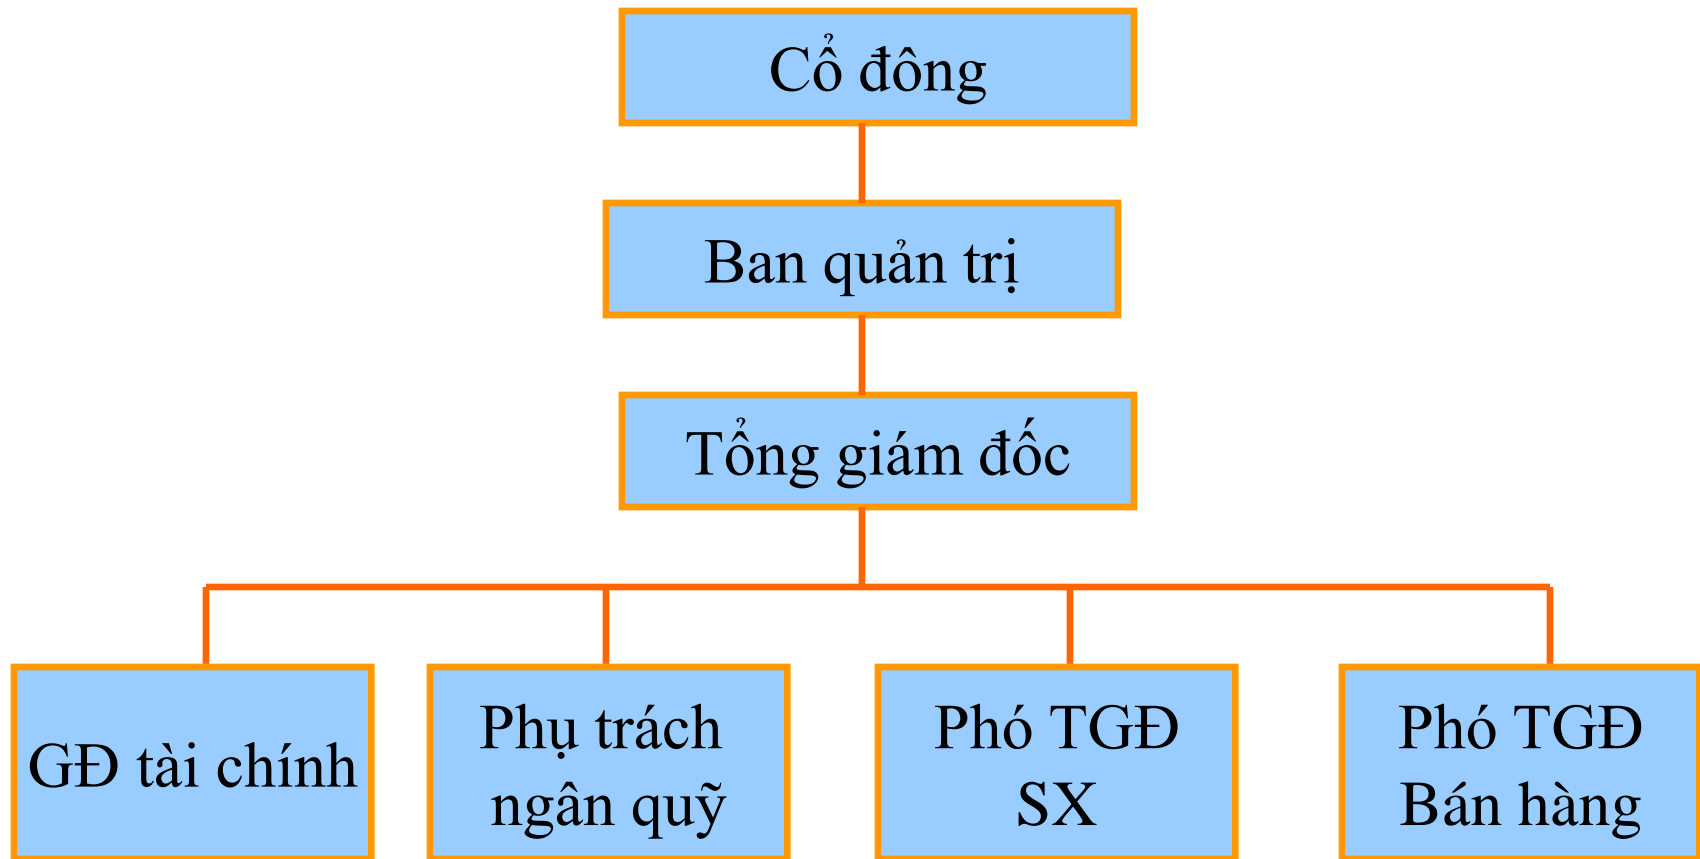 Cổ đông
Ban quản trị
Tổng giám đốc
GĐ tài chính
Phụ trách
ngân quỹ
Phó TGĐ
SX
Phó TGĐ
Bán hàng